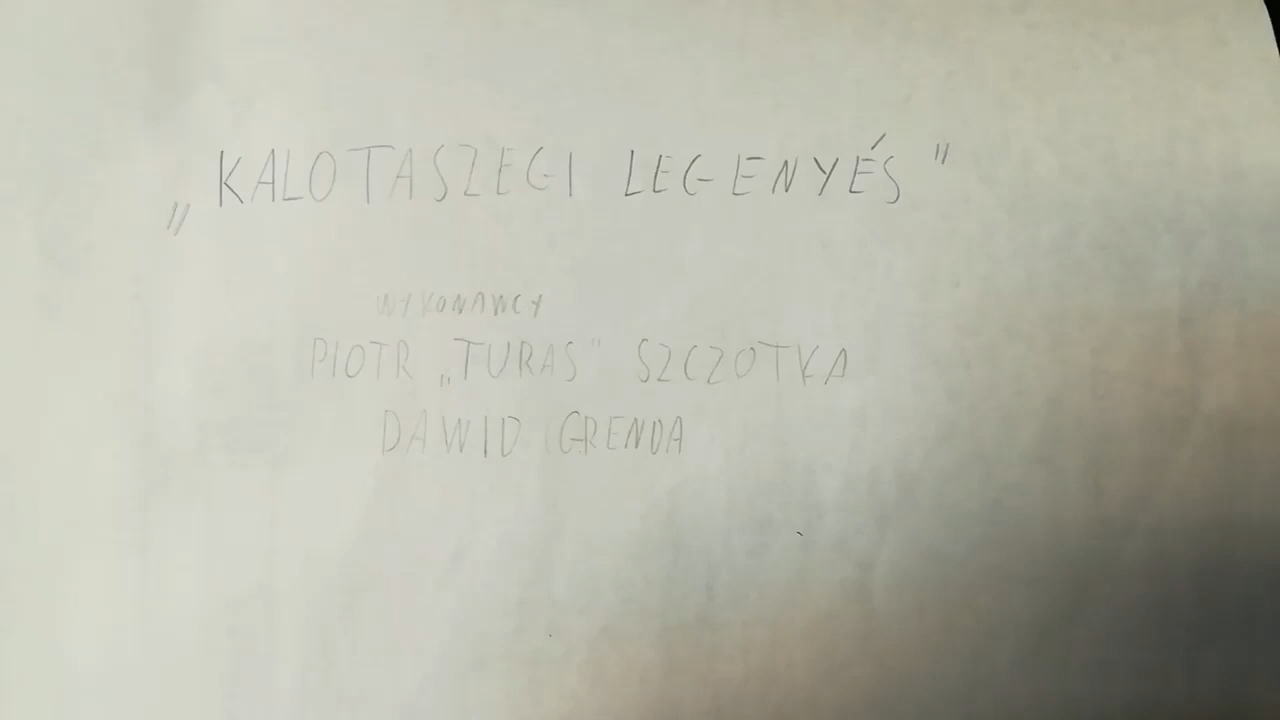 „KALOTASZEGI LEGENYÉS"
WYKONAWCY
PIOTR „TURAS" SZCZOTKA
DAWID GRENDA